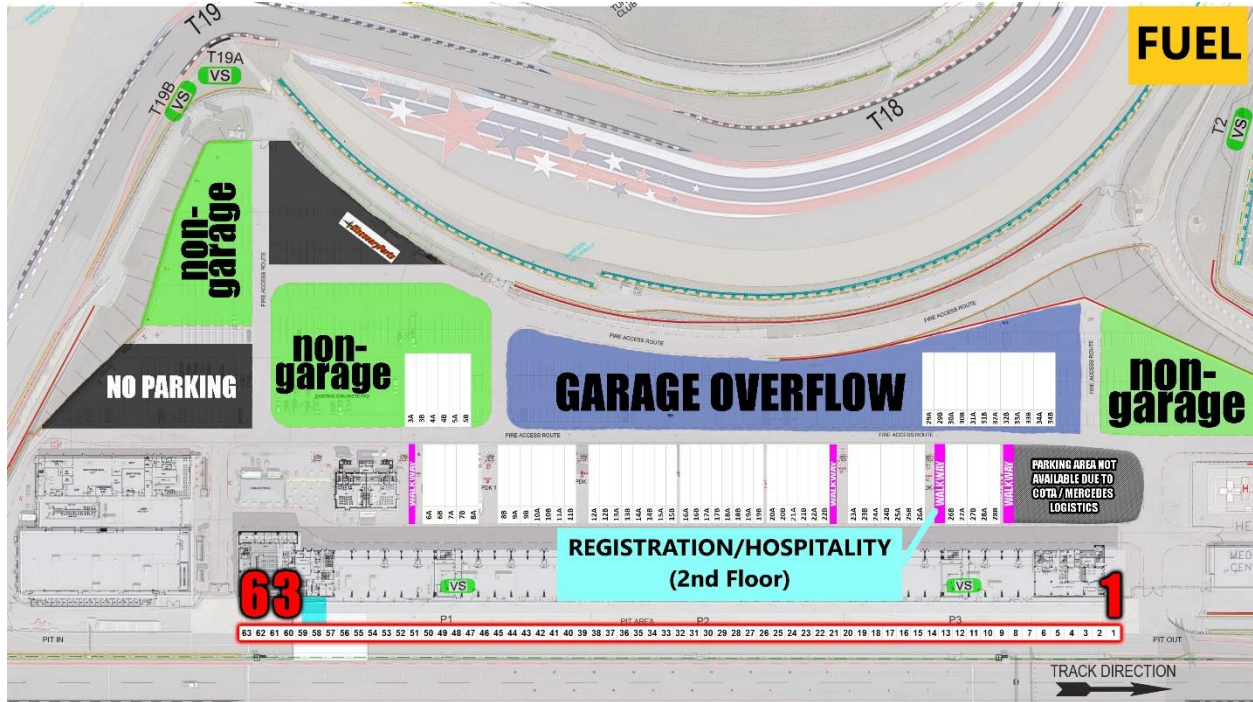 FUEL
T19
T19A
VS
T19B
VS
T18
T2
VS
non-
garage
FIRE ACCESS ROUTE
NO PARKING
non-
garage
3A
3B
4A
4B
5A
5B
FIRE ACCESS ROUTE
FIRE ACCESS ROUTE
GARAGE OVERFLOW
29A
29B
30A
30B
31A
31B
32A
32B
33A
33B
34A
34B
FIRE ACCESS ROUTE
non-
garage
FIRE ACCESS ROUTE
FIRE ACCESS ROUTE
WALKWAY
6A
6B
7A
7B
8A
PDK 1
8B
9A
9B
10A
10B
11A
11B
PDK
12A
12B
13A
13B
14A
14B
15A
15B
16A
16B
17A
17B
18A
18B
19A
19B
20A
20B
21A
21B
22A
22B
WALKWAY
23A
23B
24A
24B
25A
25B
26A
WALKWAY
26B
27A
27B
28A
28B
WALKWAY
PARKING AREA NOT
AVAILABLE DUE TO
COTA / MERCEDES
LOGISTICS
REGISTRATION/HOSPITALITY
(2nd Floor)
VS
VS
63
1
P1
PIT AREA
P2
P3
PIT IN
63 62 61 60 59 58 57 56 55 54 53 52 51 50 49 48 47 46 45 44 43 42 41 40 39 38 37 36 35 34 33 32 31 30 29 28 27 26 25 24 23 22 21 20 19 18 17 16 15 14 13 12 11 10 9 8 7 6 5 4 3 2 1
PIT OUT
TRACK DIRECTION